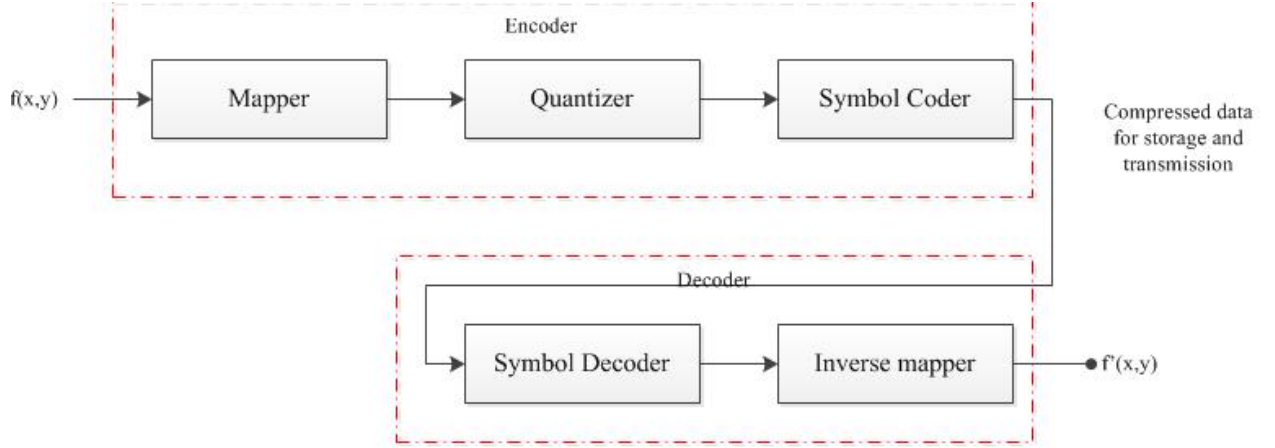 Encoder
f(x,y)
Mapper
Quantizer
Symbol Coder
Compressed data
for storage and
transmission
Decoder
Symbol Decoder
Inverse mapper
f'(x,y)